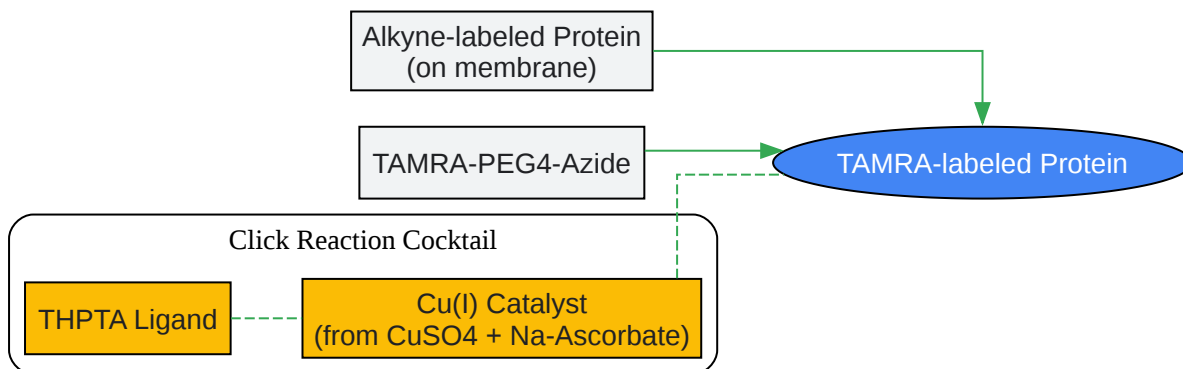 Alkyne-labeled Protein
(on membrane)
TAMRA-PEG4-Azide
TAMRA-labeled Protein
Click Reaction Cocktail
THPTA Ligand
Cu(I) Catalyst
(from CuSO4 + Na-Ascorbate)